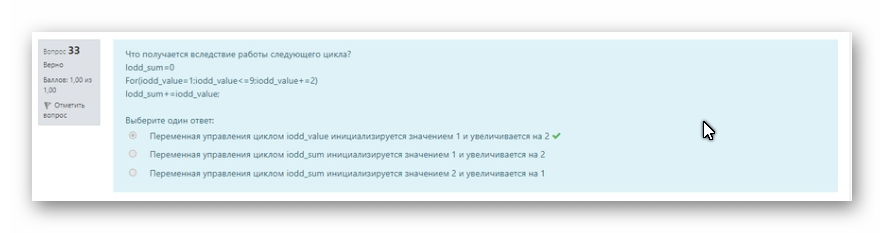 Вопрос 33
Верно
Баллов: 1,00 из
1,00
Отметить
вопрос
Что получается вследствие работы следующего цикла?
Iodd_sum=0
For(iodd_value=1;iodd_value<=9;iodd_value+=2)
Iodd_sum+=iodd_value;
Выберите один ответ:
Переменная управления циклом iodd_value инициализируется значением 1 и увеличивается на 2
Переменная управления циклом iodd_sum инициализируется значением 1 и увеличивается на 2
Переменная управления циклом iodd_sum инициализируется значением 2 и увеличивается на 1